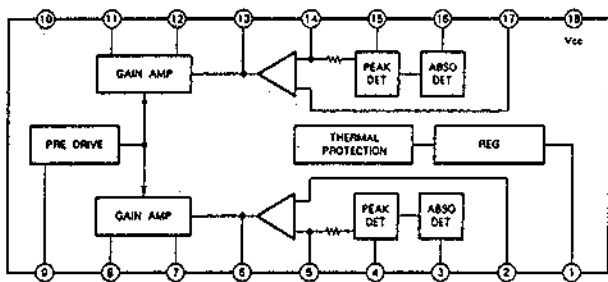 10 11 12 13 14 15 16 17 18
Vcc
GAIN AMP
PEAK DET
ABSO DET
PRE DRIVE
THERMAL PROTECTION
REG
GAIN AMP
PEAK DET
ABSO DET
9 8 7 6 5 4 3 2 1